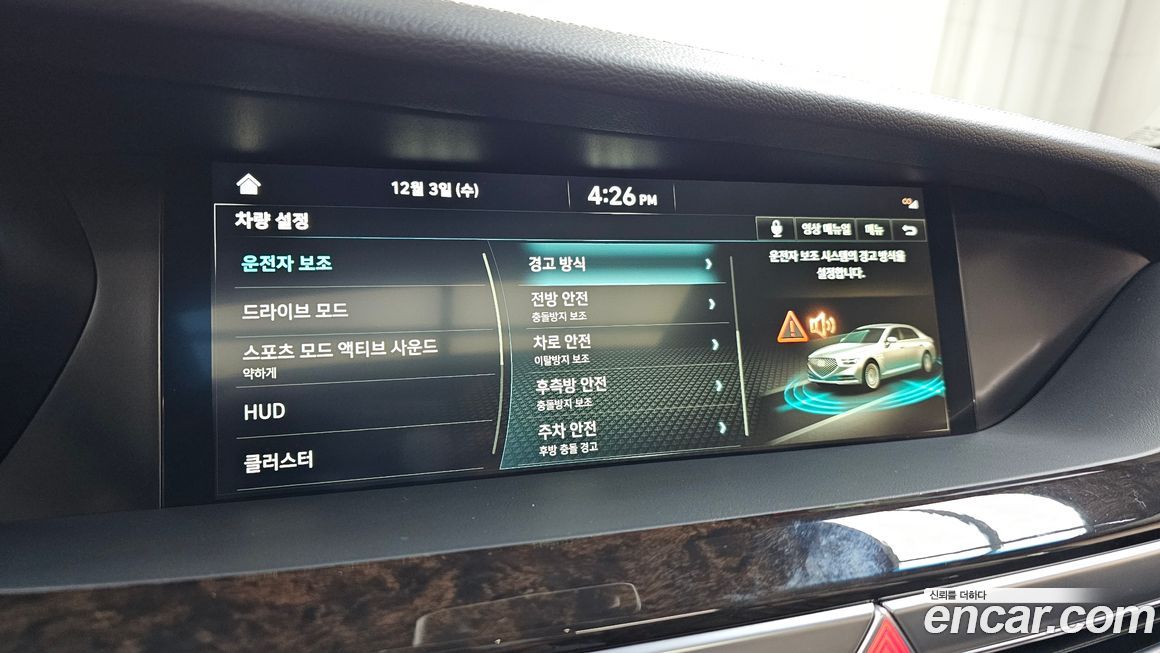 12월 3일 (수)
4:26 PM
차량 설정
영상 매뉴얼
메뉴
운전자 보조
드라이브 모드
스포츠 모드 액티브 사운드
약하게
HUD
클러스터
경고 방식
전방 안전
충돌방지 보조
차로 안전
이탈방지 보조
후측방 안전
충돌방지 보조
주차 안전
후방 충돌 경고
운전자 보조 시스템의 경고 방식을
설정합니다.
신뢰를 더하다
encar.com